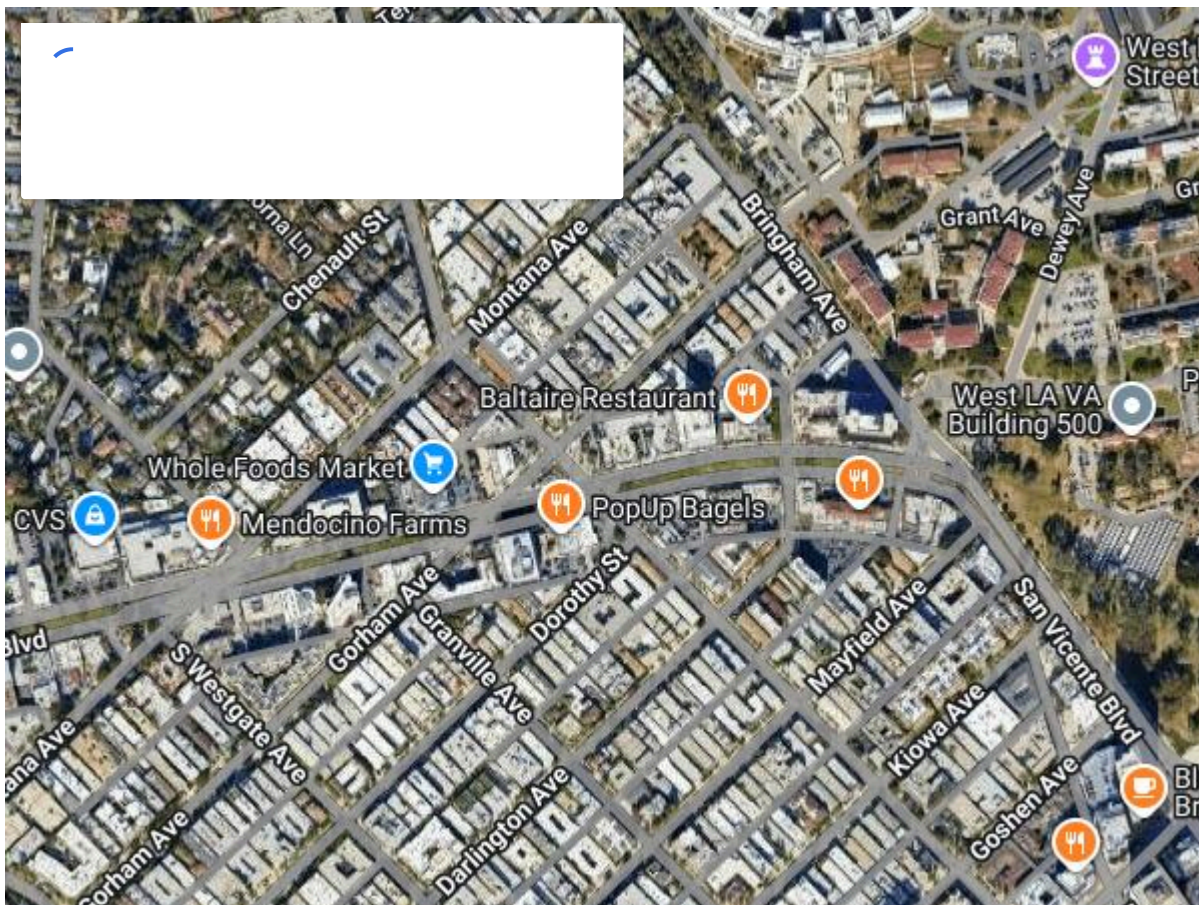 West
Street
Grant Ave
Dewey Ave
Chenault St
Montana Ave
Bringham Ave
Baltaire Restaurant
West LA VA
Building 500
Whole Foods Market
CVS
Mendocino Farms
PopUp Bagels
Blvd
Gorham Ave
Dorothy St
Granville Ave
S Westgate Ave
Mayfield Ave
San Vicente Blvd
Kiowa Ave
Goshen Ave
Darlington Ave
Gorham Ave